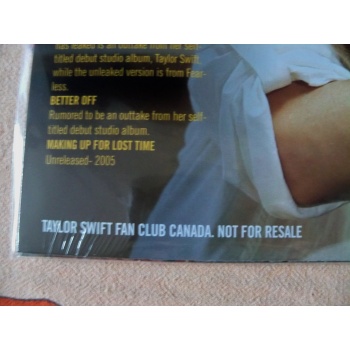 has leaked is an outtake from her self-
titled debut studio album, Taylor Swift,
while the unleaked version is from Fear-
less.
BETTER OFF
Rumored to be an outtake from her self-
titled debut studio album.
MAKING UP FOR LOST TIME
Unreleased- 2005
TAYLOR SWIFT FAN CLUB CANADA. NOT FOR RESALE